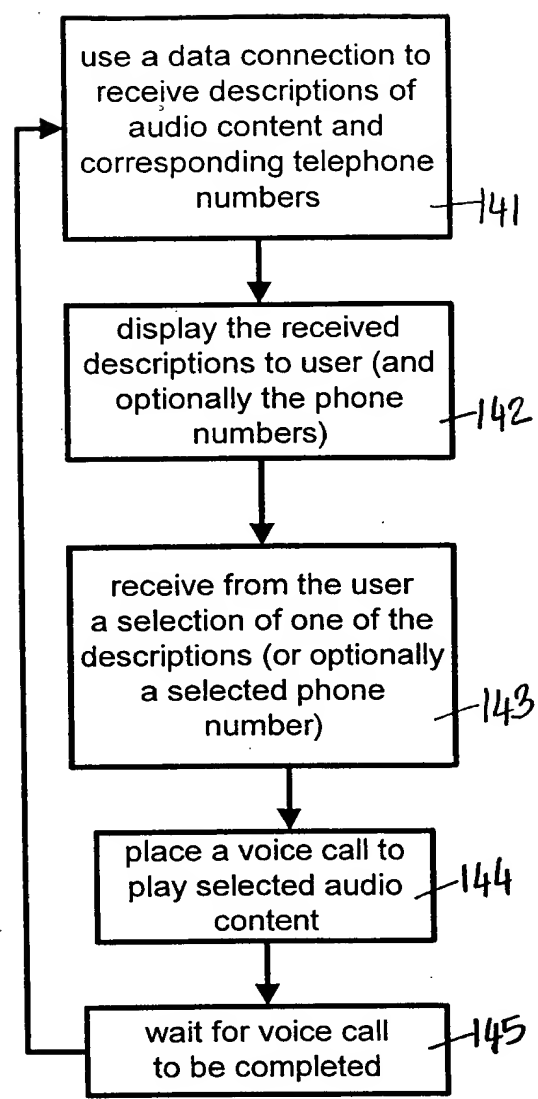 use a data connection to
receive descriptions of
audio content and
corresponding telephone
numbers
141
display the received
descriptions to user (and
optionally the phone
numbers)
142
receive from the user
a selection of one of the
descriptions (or optionally
a selected phone
number)
143
place a voice call to
play selected audio
content
144
wait for voice call
to be completed
145